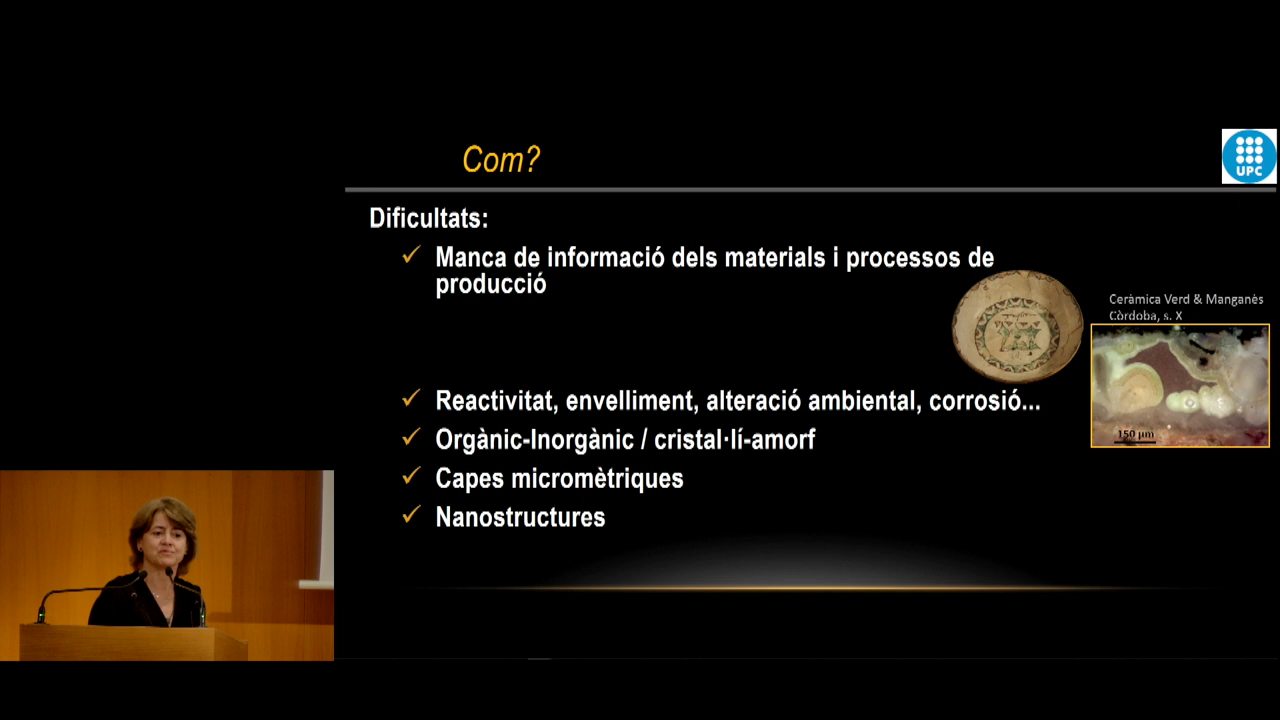 Com?
UPC
Dificultats:
Manca de informació dels materials i processos de
producció
Ceràmica Verd & Manganès
Còrdoba, s. X
150 µm
Reactivitat, envelliment, alteració ambiental, corrosió...
Orgànic-Inorgànic / cristal·lí-amorf
Capes micromètriques
Nanostructures